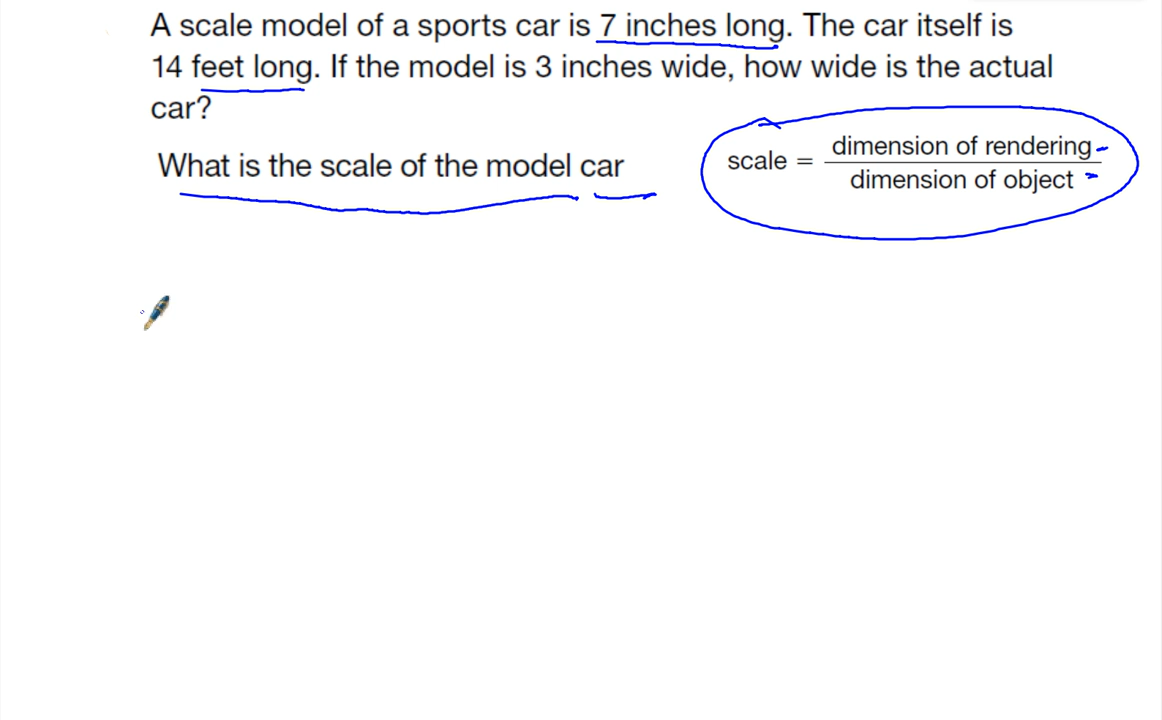 A scale model of a sports car is 7 inches long. The car itself is
14 feet long. If the model is 3 inches wide, how wide is the actual
car?
What is the scale of the model car
scale = dimension of rendering
dimension of object